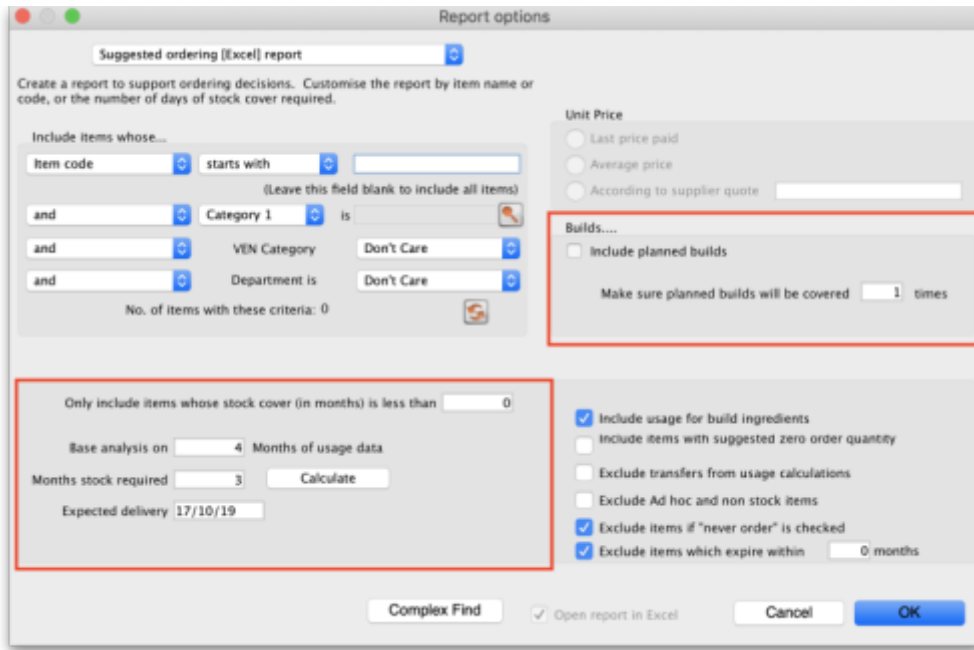 Report options
Suggested ordering [Excel] report
Create a report to support ordering decisions. Customise the report by item name or
code, or the number of days of stock cover required.
Include items whose...
Item code starts with
(Leave this field blank to include all items)
and Category 1 is
and VEN Category Don't Care
and Department is Don't Care
No. of items with these criteria: 0
Unit Price
Last price paid
Average price
According to supplier quote
Builds....
Include planned builds
Make sure planned builds will be covered 1 times
Only include items whose stock cover (in months) is less than 0
Base analysis on 4 Months of usage data
Months stock required 3 Calculate
Expected delivery 17/10/19
Include usage for build ingredients
Include items with suggested zero order quantity
Exclude transfers from usage calculations
Exclude Ad hoc and non stock items
Exclude items if "never order" is checked
Exclude items which expire within 0 months
Complex Find Open report in Excel Cancel OK